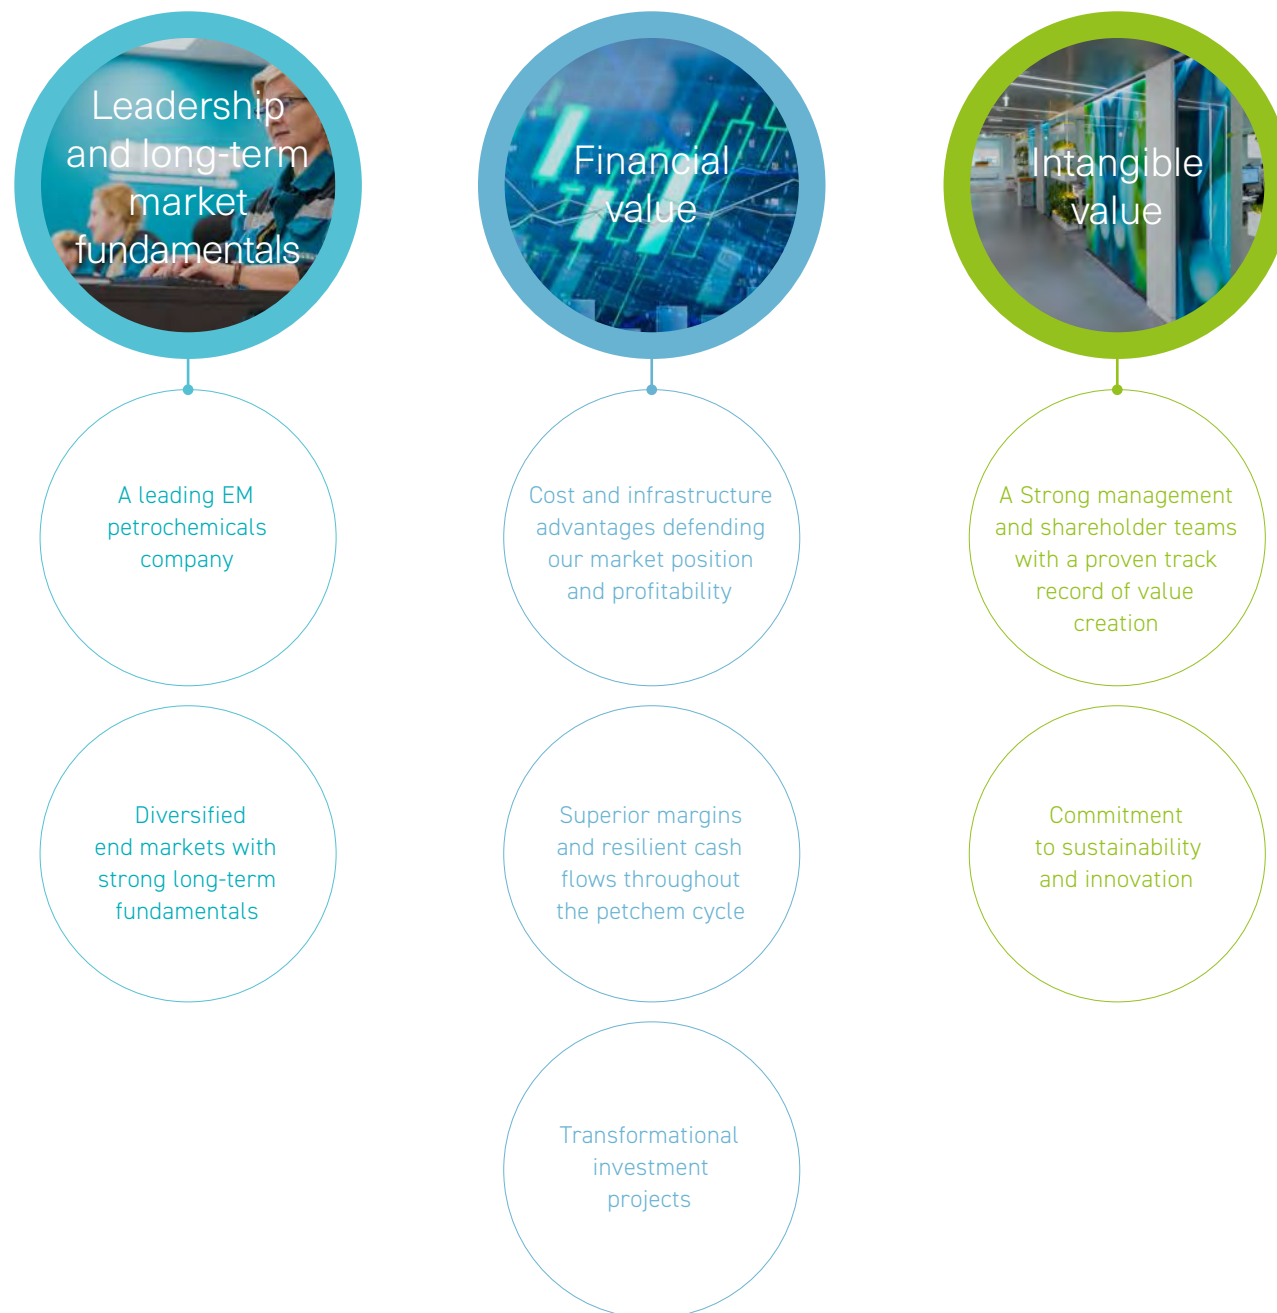 Leadership
and long-term
market
fundamentals
A leading EM
petrochemicals
company
Diversified
end markets with
strong long-term
fundamentals
Financial
value
Cost and infrastructure
advantages defending
our market position
and profitability
Superior margins
and resilient cash
flows throughout
the petchem cycle
Transformational
investment
projects
Intangible
value
A Strong management
and shareholder teams
with a proven track
record of value
creation
Commitment
to sustainability
and innovation